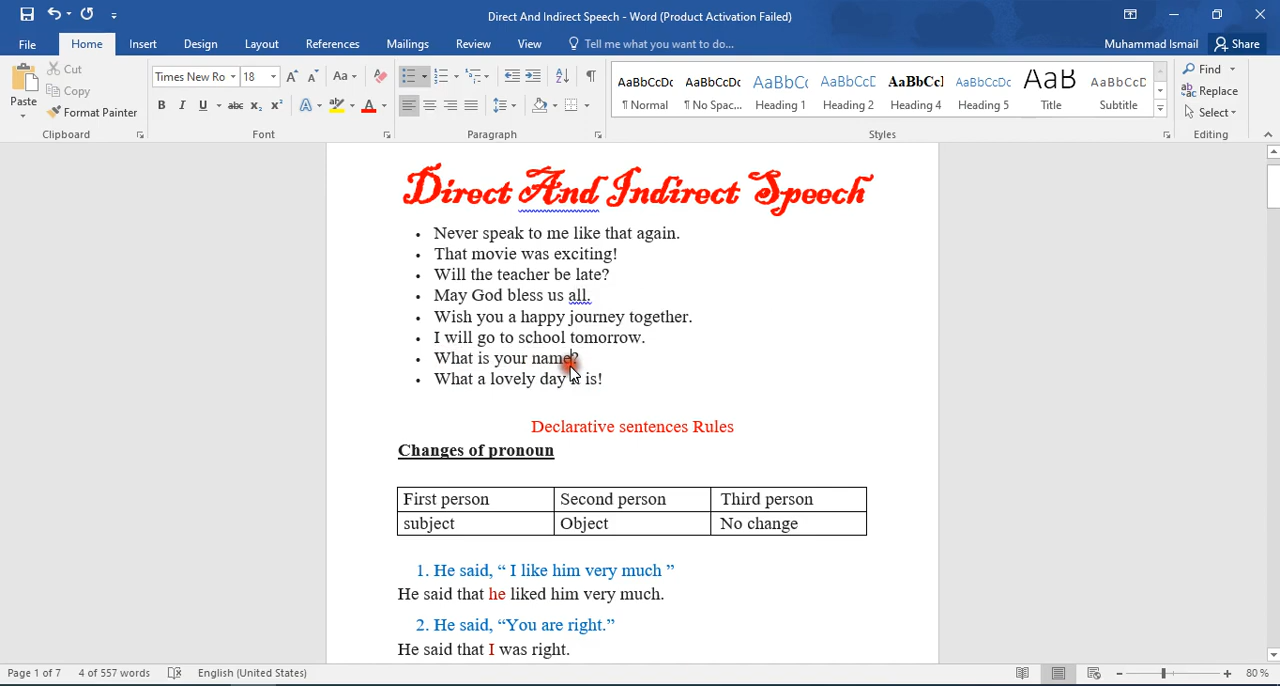 Direct And Indirect Speech - Word (Product Activation Failed)
File Home Insert Design Layout References Mailings Review View Tell me what you want to do... Muhammad Ismail Share
Paste Cut Copy Format Painter
Clipboard
Times New Ro 18
Font
Paragraph
AaBbCcDc AaBbCcDc AaBbCc AaBbCcD AaBbCcI AaBbCcDc AaB AaBbCcD
¶ Normal ¶ No Spac... Heading 1 Heading 2 Heading 4 Heading 5 Title Subtitle
Styles
Find
Replace
Select
Editing
Direct And Indirect Speech
• Never speak to me like that again.
• That movie was exciting!
• Will the teacher be late?
• May God bless us all.
• Wish you a happy journey together.
• I will go to school tomorrow.
• What is your name?
• What a lovely day is!
Declarative sentences Rules
Changes of pronoun
First person Second person Third person
subject Object No change
1. He said, “ I like him very much ”
He said that he liked him very much.
2. He said, “You are right.”
He said that I was right.
Page 1 of 7 4 of 557 words English (United States) 80 %